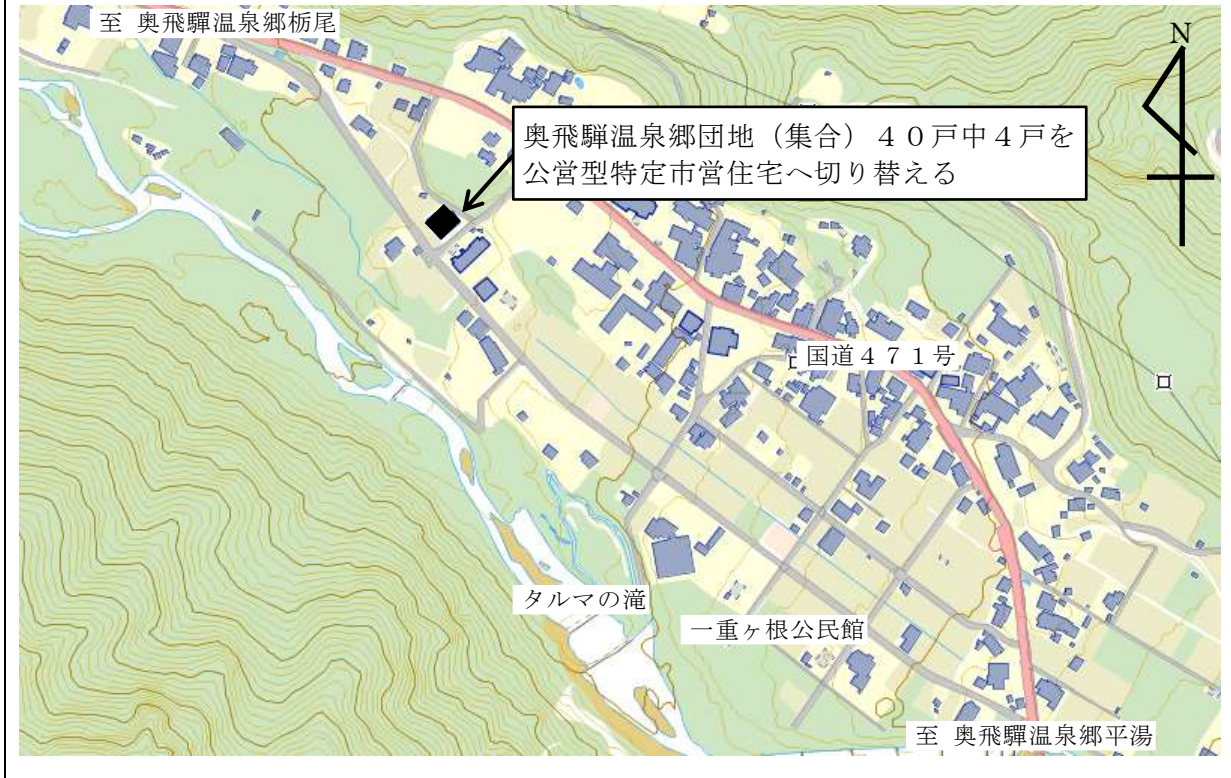 至 奥飛驒温泉郷栃尾
N
奥飛騨温泉郷団地（集合）４０戸中４戸を
公営型特定市営住宅へ切り替える
国道４７１号
タルマの滝
一重ヶ根公民館
至 奥飛驒温泉郷平湯